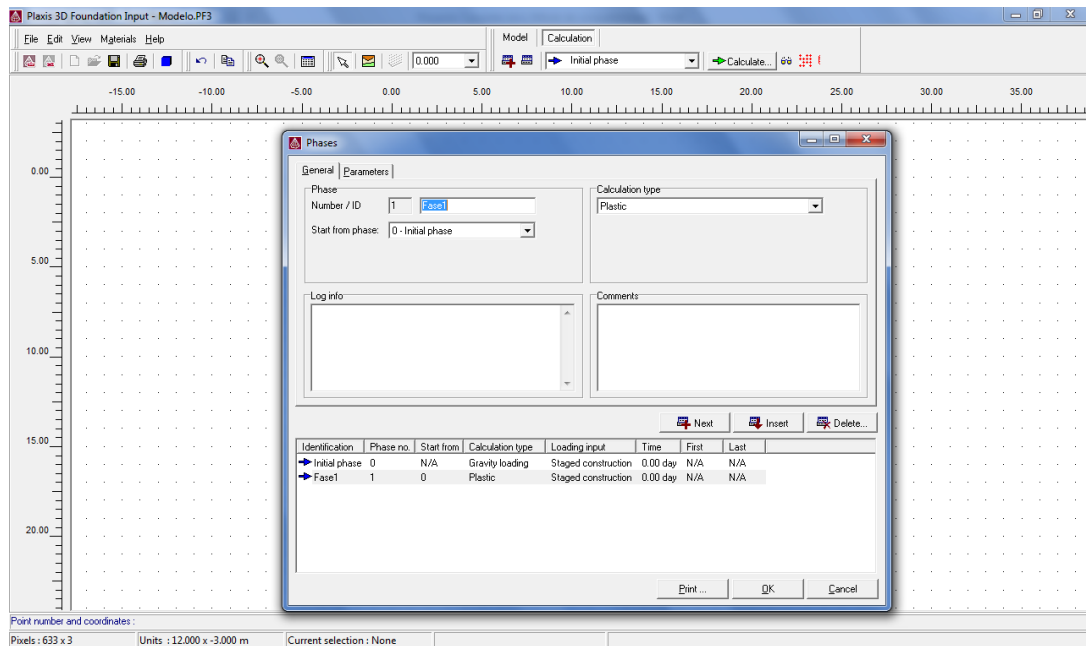 Plaxis 3D Foundation Input - Modelo.PF3
File Edit View Materials Help
Model Calculation
0.000
Initial phase
Calculate...
-15.00 -10.00 -5.00 0.00 5.00 10.00 15.00 20.00 25.00 30.00 35.00
Phases
General Parameters
Phase
Calculation type
Number / ID 1 Fase1
Plastic
Start from phase: 0 - Initial phase
Log info
Comments
Next Insert Delete...
Identification Phase no. Start from Calculation type Loading input Time First Last
Initial phase 0 N/A Gravity loading Staged construction 0.00 day N/A N/A
Fase1 1 0 Plastic Staged construction 0.00 day N/A N/A
Print ... OK Cancel
0.00
5.00
10.00
15.00
20.00
Point number and coordinates :
Pixels : 633 x 3 Units : 12.000 x -3.000 m Current selection : None